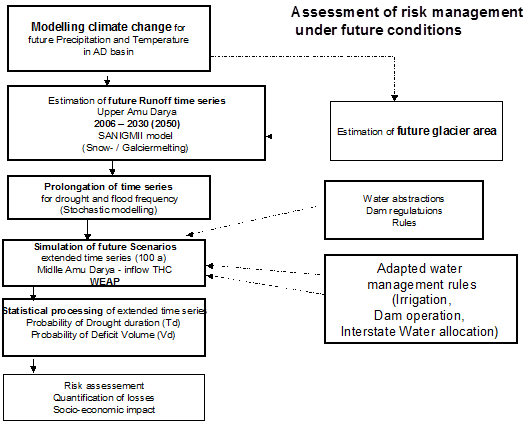 Assessment of risk management
under future conditions
Modelling climate change for
future Precipitation and Temperature
in AD basin
Estimation of future Runoff time series
Upper Amu Darya
2006 – 2030 (2050)
SANIGMII model
(Snow- / Galciermelting)
Estimation of future glacier area
Prolongation of time series
for drought and flood frequency
(Stochastic modelling)
Water abstractions
Dam regulatuions
Rules
Simulation of future Scenarios
extended time series (100 a)
Midlle Amu Darya - inflow THC
WEAP
Adapted water
management rules
(Irrigation,
Dam operation,
Interstate Water allocation)
Statistical processing of extended time series
Probability of Drought duration (Td)
Probability of Deficit Volume (Vd)
Risk assessement
Quantification of losses
Socio-economic impact